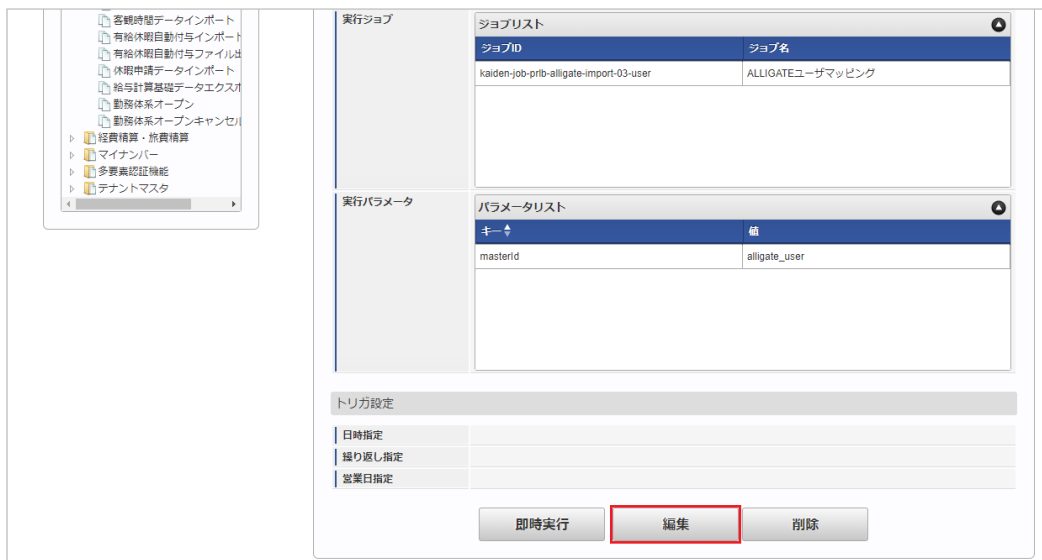 客観時間データインポート
有給休暇自動付与インポート
有給休暇自動付与ファイル出
休暇申請データインポート
給与計算基礎データエクスポ
勤務体系オープン
勤務体系オープンキャンセル
経費精算・旅費精算
マイナンバー
多要素認証機能
テナントマスタ
実行ジョブ
ジョブリスト
ジョブID ジョブ名
kaiden-job-prlb-alligate-import-03-user ALLIGATEユーザマッピング
実行パラメータ
パラメータリスト
キー 値
masterId alligate_user
トリガ設定
日時指定
繰り返し指定
営業日指定
即時実行 編集 削除